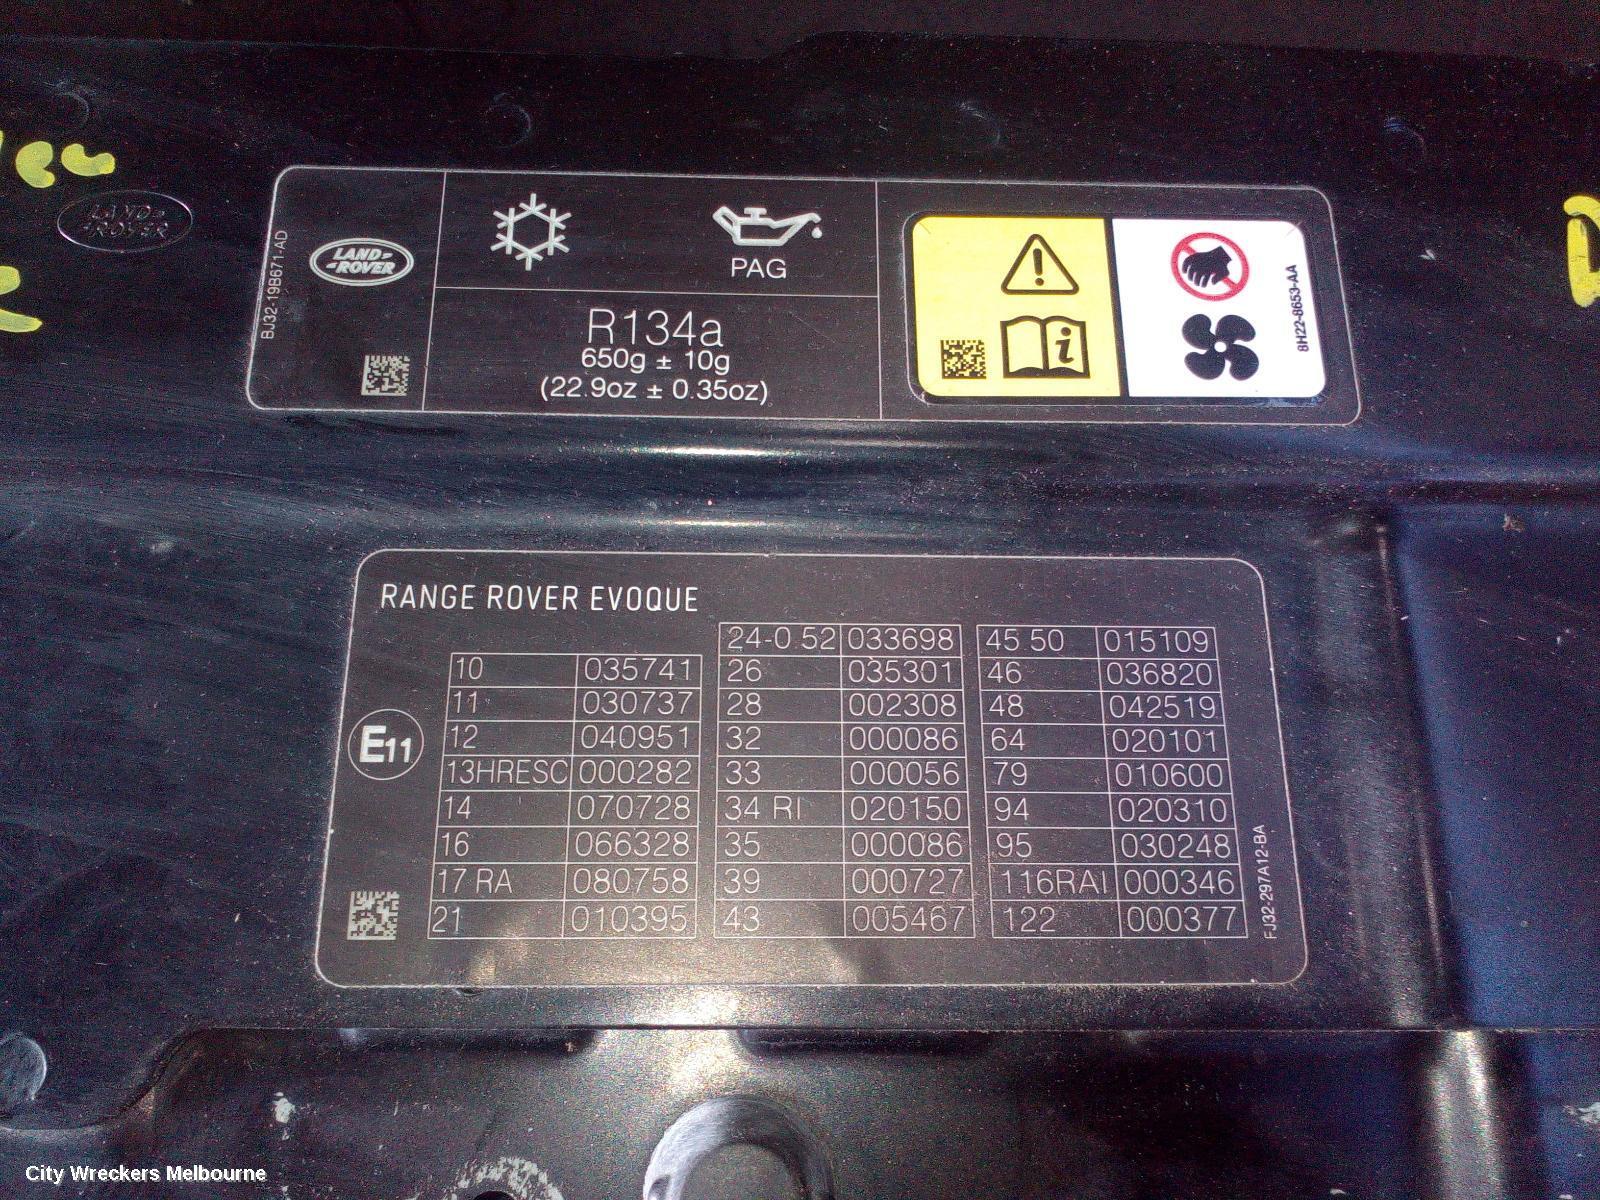 LAND-
-ROVER
BJ32-19B671-AD
LAND-
-ROVER
PAG
R134a
650g ± 10g
(22.9oz ± 0.35oz)
8H22-8653-AA
RANGE ROVER EVOQUE
E11
10 035741
11 030737
12 040951
13HRESC 000282
14 070728
16 066328
17 RA 080758
21 010395
24-0.52 033698
26 035301
28 002308
32 000086
33 000056
34 RI 020150
35 000086
39 000727
43 005467
45 50 015109
46 036820
48 042519
64 020101
79 010600
94 020310
95 030248
116RAI 000346
122 000377
FJ32-297A12-BA
City Wreckers Melbourne